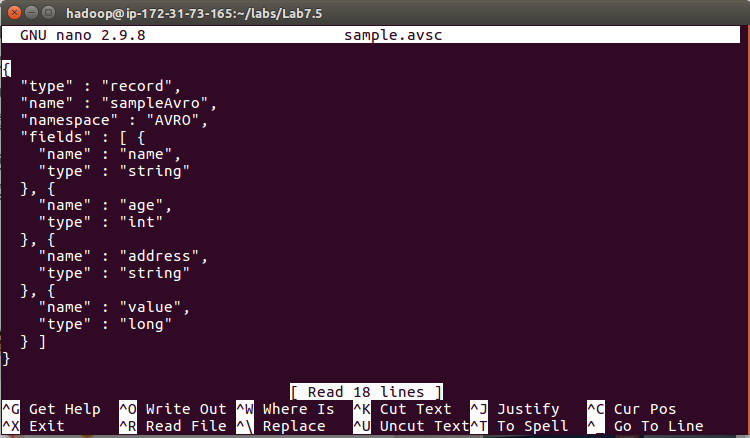 hadoop@ip-172-31-73-165:~/labs/Lab7.5
GNU nano 2.9.8 sample.avsc
{
  "type" : "record",
  "name" : "sampleAvro",
  "namespace" : "AVRO",
  "fields" : [ {
    "name" : "name",
    "type" : "string"
  }, {
    "name" : "age",
    "type" : "int"
  }, {
    "name" : "address",
    "type" : "string"
  }, {
    "name" : "value",
    "type" : "long"
  } ]
}
[ Read 18 lines ]
^G Get Help ^O Write Out ^W Where Is ^K Cut Text ^J Justify ^C Cur Pos
^X Exit ^R Read File ^\ Replace ^U Uncut Text ^T To Spell ^_ Go To Line